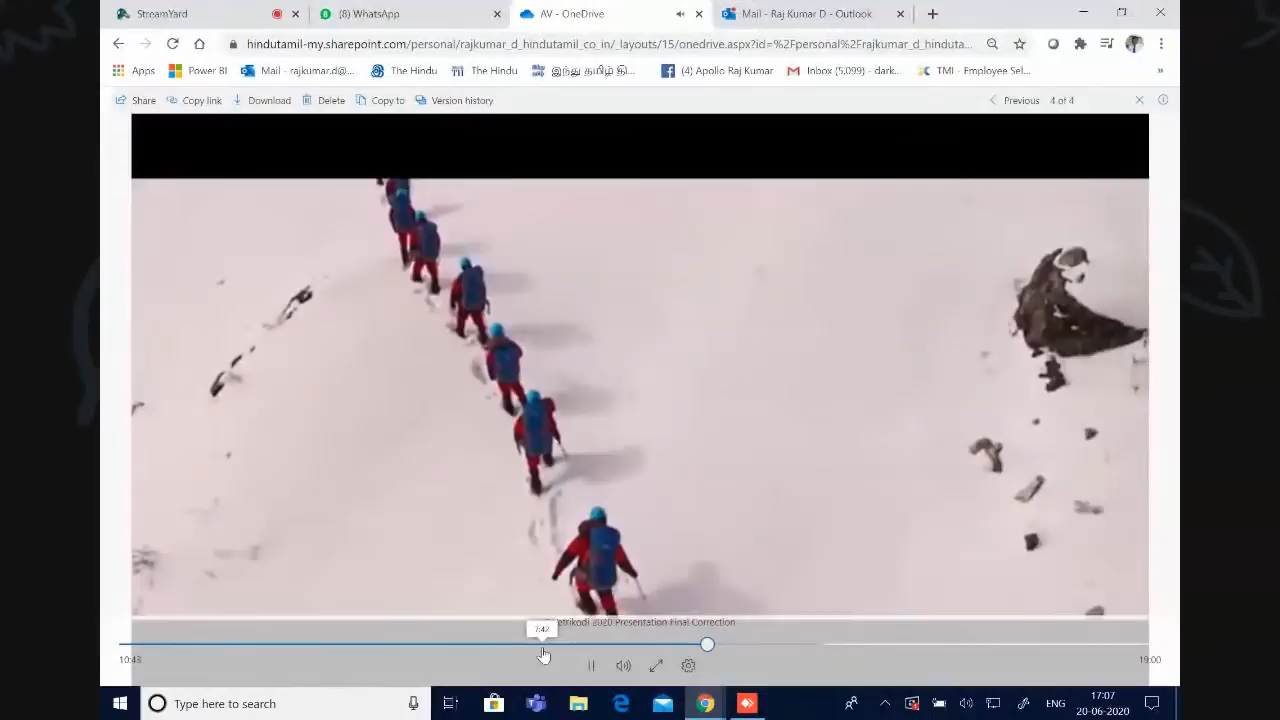 StreamYard
(8) WhatsApp
AV - OneDrive
Mail - Raj Kumar D - Outlook
hindutamil-my.sharepoint.com/personal/rajkumar_d_hindutamil_co_in/_layouts/15/onedrive.aspx?id=%2Fpersonal%2Frajkumar_d_hinduta...
Apps
Power BI
Mail - rajkumar.d@...
The Hindu
The Hindu
இந்து தமிழ் தி...
(4) Apollo Raj Kumar
Inbox (5,099) - dark...
TMI - Employee Sel...
Share
Copy link
Download
Delete
Copy to
Version history
Previous
4 of 4
2020 Presentation Final Correction
7:42
10:43
19:00
Type here to search
ENG
17:07
20-06-2020